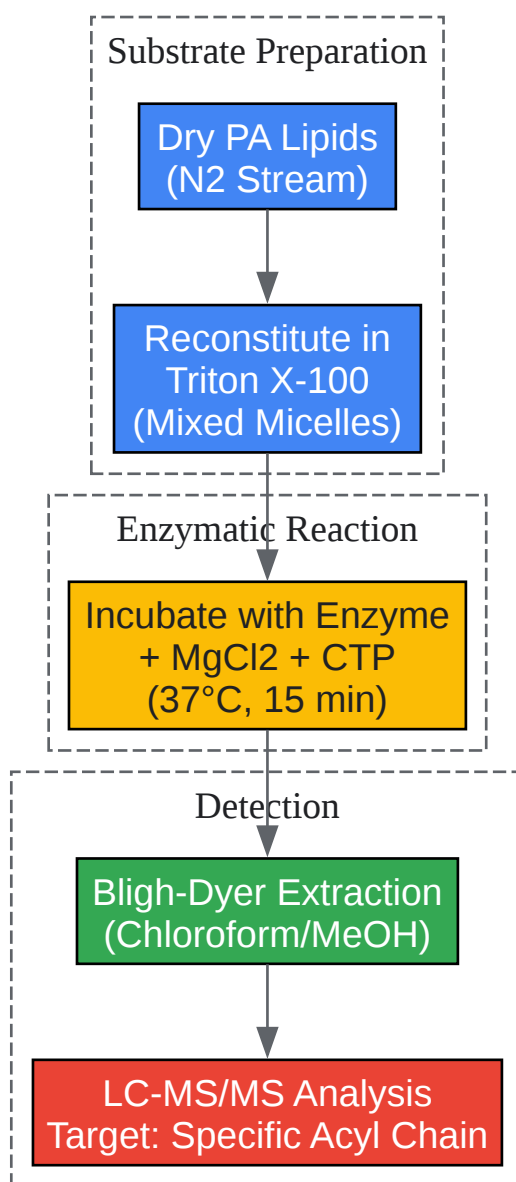 Substrate Preparation
Dry PA Lipids
(N2 Stream)
Reconstitute in
Triton X-100
(Mixed Micelles)
Enzymatic Reaction
Incubate with Enzyme
+ MgCl2 + CTP
(37°C, 15 min)
Detection
Bligh-Dyer Extraction
(Chloroform/MeOH)
LC-MS/MS Analysis
Target: Specific Acyl Chain